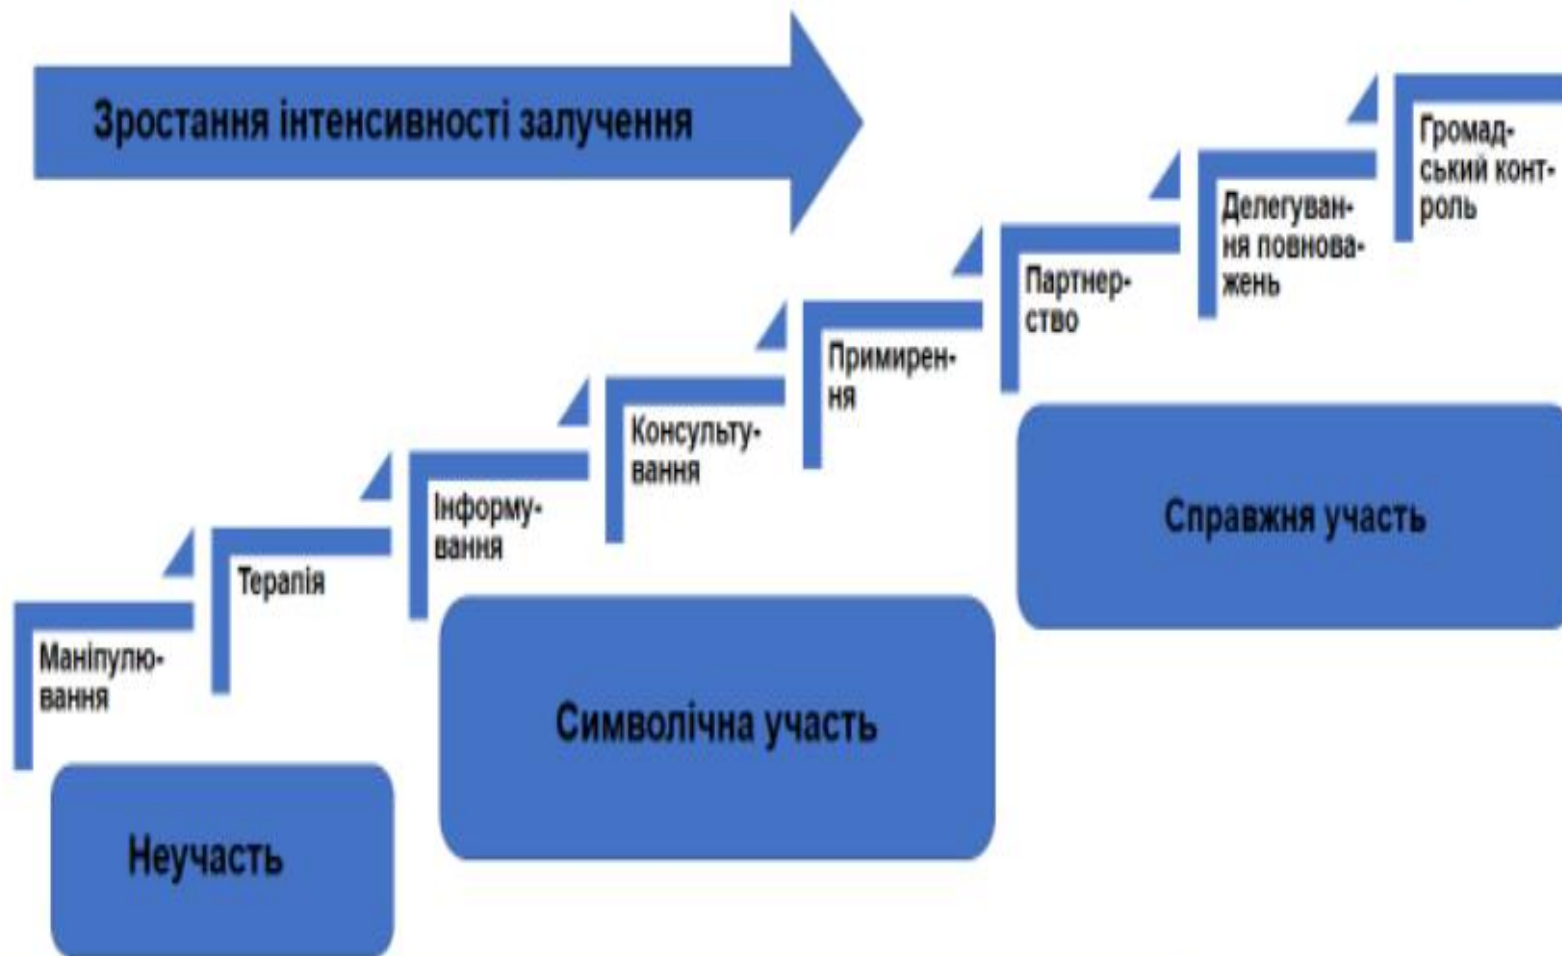 Зростання інтенсивності залучення
Громад-
ський конт-
роль
Делегуван-
ня повнова-
жень
Партнер-
ство
Примирен-
ня
Консульту-
вання
Інформу-
вання
Терапія
Маніпулю-
вання
Справжня участь
Символічна участь
Неучасть